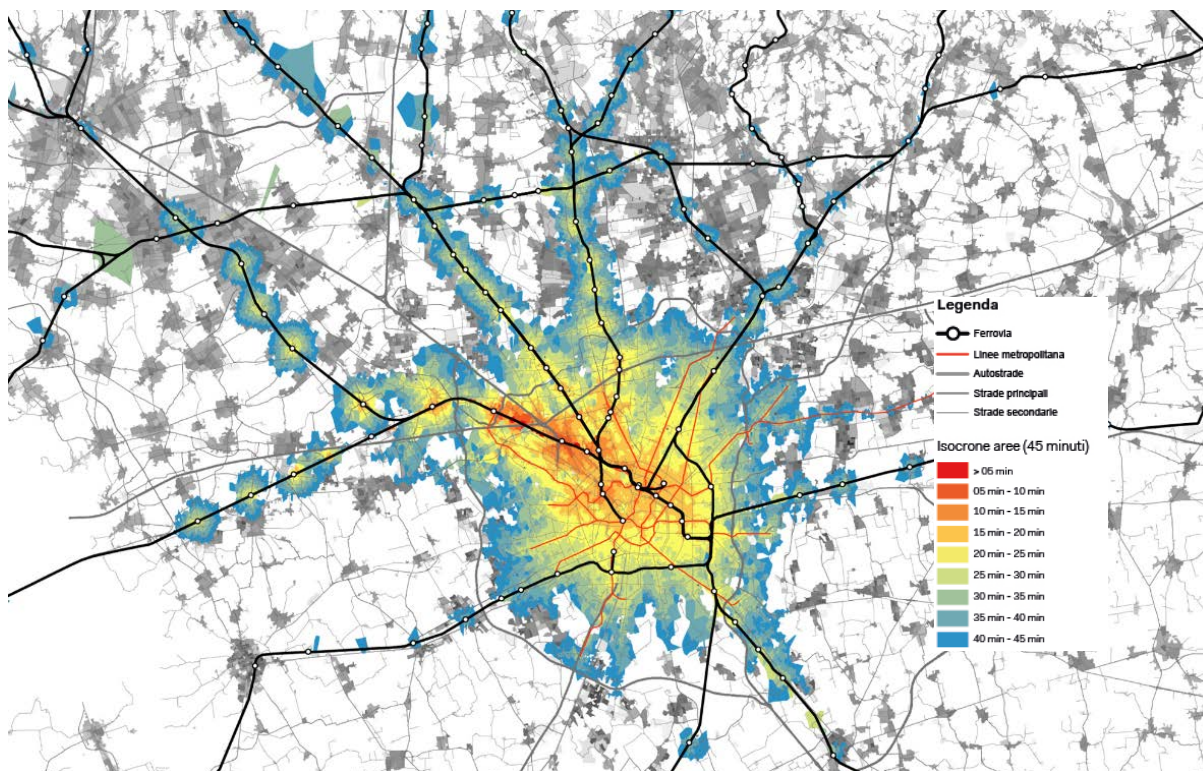 Legenda
Ferrovia
Linee metropolitana
Autostrade
Strade principali
Strade secondarie
Isocrone aree (45 minuti)
> 05 min
05 min - 10 min
10 min - 15 min
15 min - 20 min
20 min - 25 min
25 min - 30 min
30 min - 35 min
35 min - 40 min
40 min - 45 min